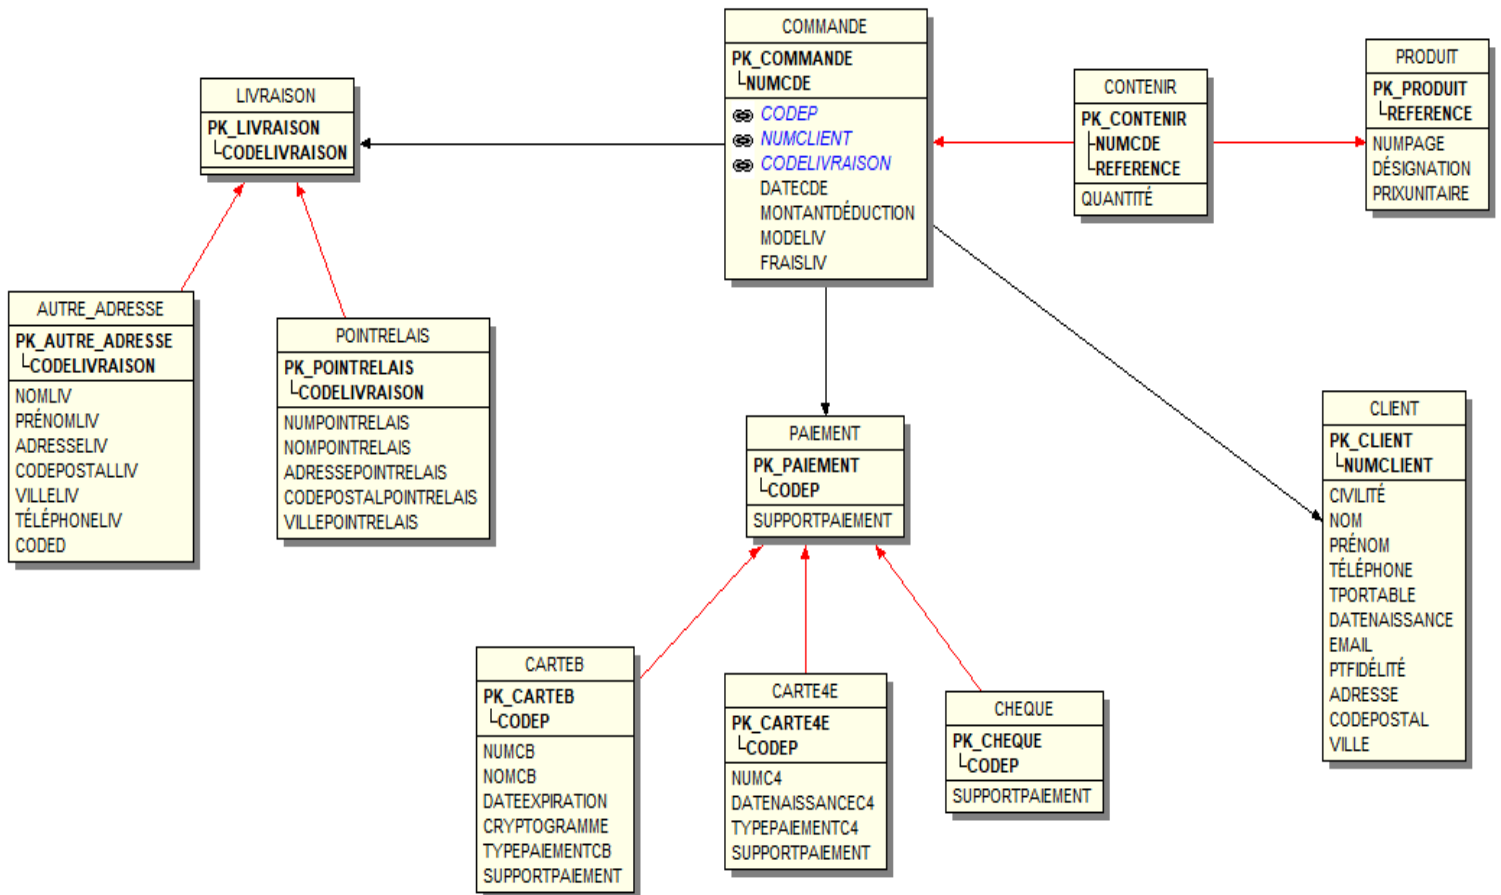 COMMANDE
PK_COMMANDE
NUMCDE
CODEP
NUMCLIENT
CODELIVRAISON
DATECDE
MONTANTDÉDUCTION
MODELIV
FRAISLIV
PRODUIT
PK_PRODUIT
REFERENCE
NUMPAGE
DÉSIGNATION
PRIXUNITAIRE
CONTENIR
PK_CONTENIR
NUMCDE
REFERENCE
QUANTITÉ
LIVRAISON
PK_LIVRAISON
CODELIVRAISON
AUTRE_ADRESSE
PK_AUTRE_ADRESSE
CODELIVRAISON
NOMLIV
PRÉNOMLIV
ADRESSELIV
CODEPOSTALLIV
VILLELIV
TÉLÉPHONELIV
CODED
POINTRELAIS
PK_POINTRELAIS
CODELIVRAISON
NUMPOINTRELAIS
NOMPOINTRELAIS
ADRESSEPOINTRELAIS
CODEPOSTALPOINTRELAIS
VILLEPOINTRELAIS
PAIEMENT
PK_PAIEMENT
CODEP
SUPPORTPAIEMENT
CLIENT
PK_CLIENT
NUMCLIENT
CIVILITÉ
NOM
PRÉNOM
TÉLÉPHONE
TPORTABLE
DATENAISSANCE
EMAIL
PTFIDÉLITÉ
ADRESSE
CODEPOSTAL
VILLE
CARTEB
PK_CARTEB
CODEP
NUMCB
NOMCB
DATEEXPIRATION
CRYPTOGRAMME
TYPEPAIEMENTCB
SUPPORTPAIEMENT
CARTE4E
PK_CARTE4E
CODEP
NUMC4
DATENAISSANCEC4
TYPEPAIEMENTC4
SUPPORTPAIEMENT
CHEQUE
PK_CHEQUE
CODEP
SUPPORTPAIEMENT